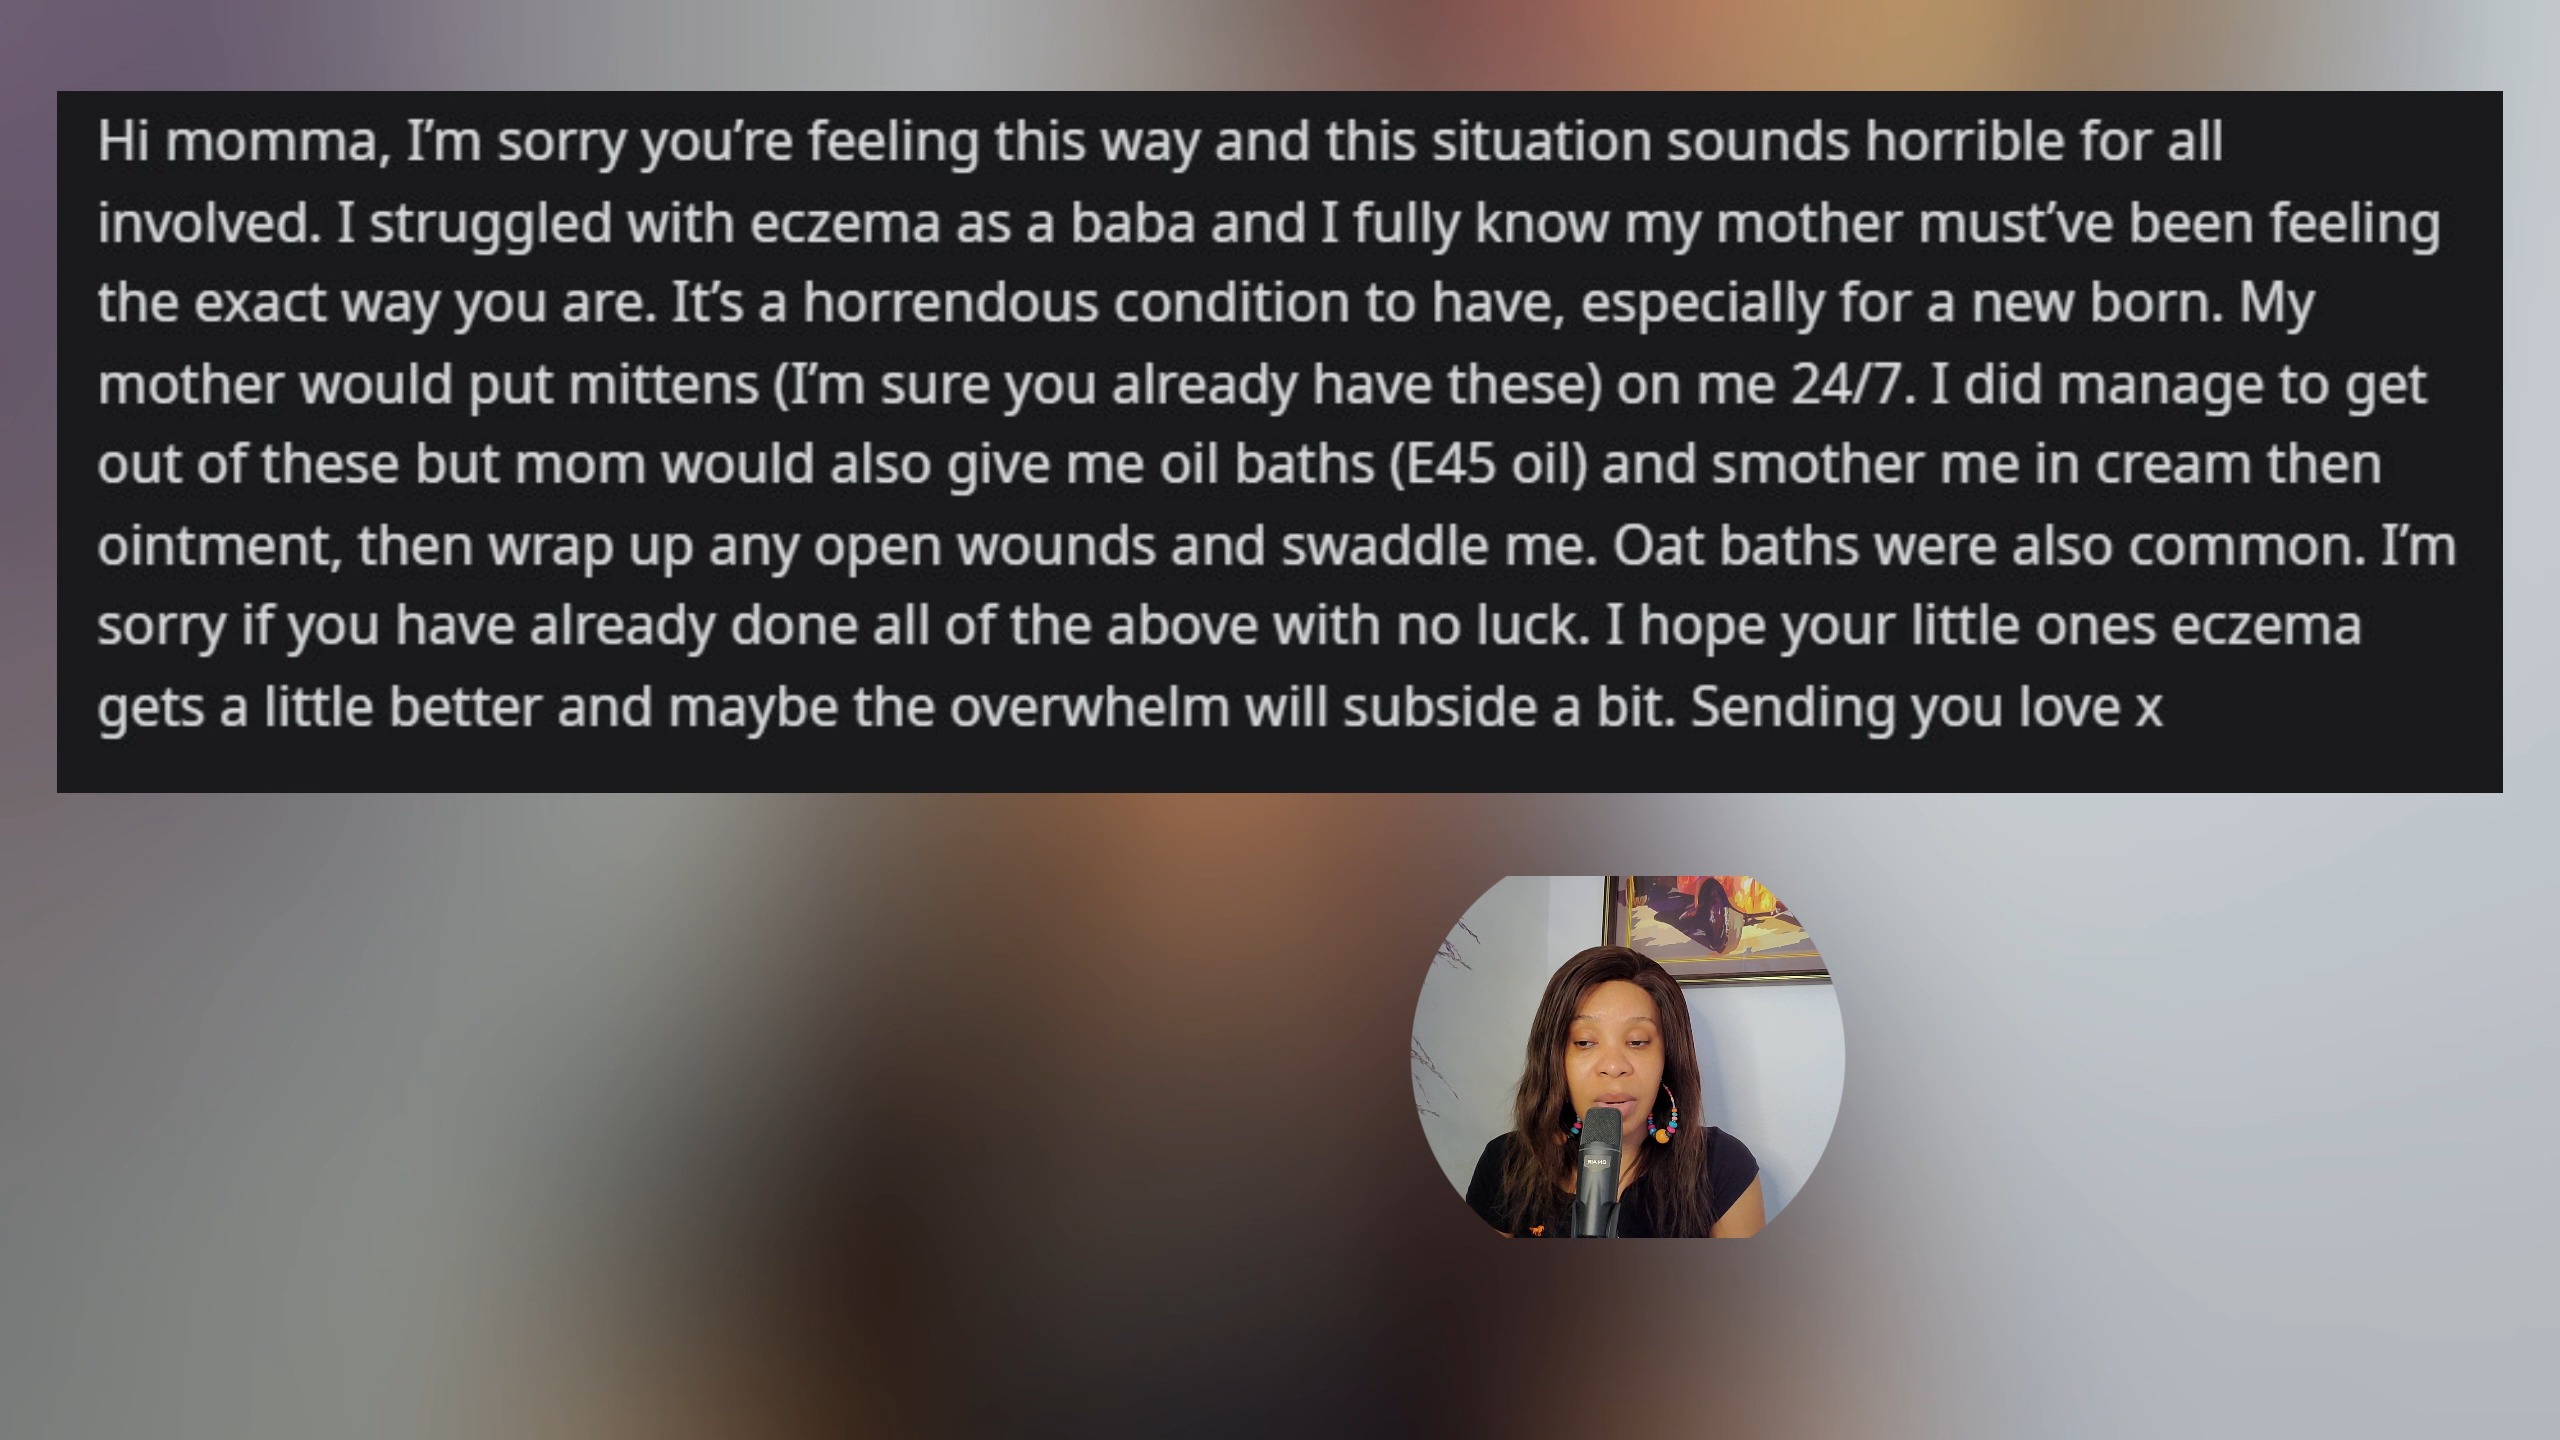 Hi momma, I’m sorry you’re feeling this way and this situation sounds horrible for all
involved. I struggled with eczema as a baba and I fully know my mother must’ve been feeling
the exact way you are. It’s a horrendous condition to have, especially for a new born. My
mother would put mittens (I’m sure you already have these) on me 24/7. I did manage to get
out of these but mom would also give me oil baths (E45 oil) and smother me in cream then
ointment, then wrap up any open wounds and swaddle me. Oat baths were also common. I’m
sorry if you have already done all of the above with no luck. I hope your little ones eczema
gets a little better and maybe the overwhelm will subside a bit. Sending you love x